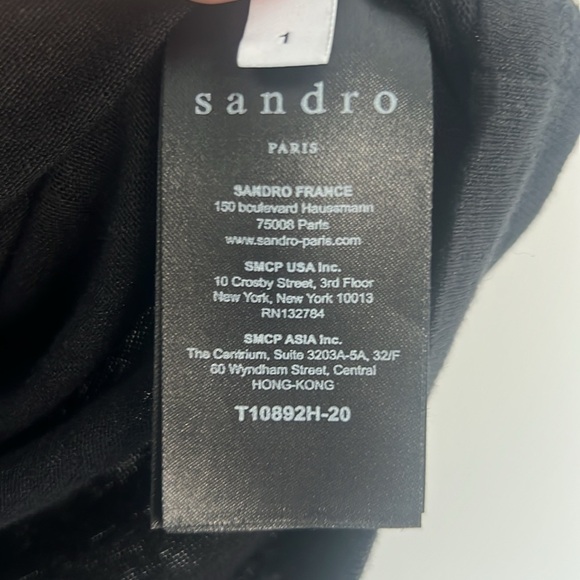 1
sandro
PARIS
SANDRO FRANCE
150 boulevard Haussmann
75008 Paris
www.sandro-paris.com
SMCP USA Inc.
10 Crosby Street, 3rd Floor
New York, New York 10013
RN132784
SMCP ASIA Inc.
The Centrium, Suite 3203A-5A, 32/F
60 Wyndham Street, Central
HONG-KONG
T10892H-20